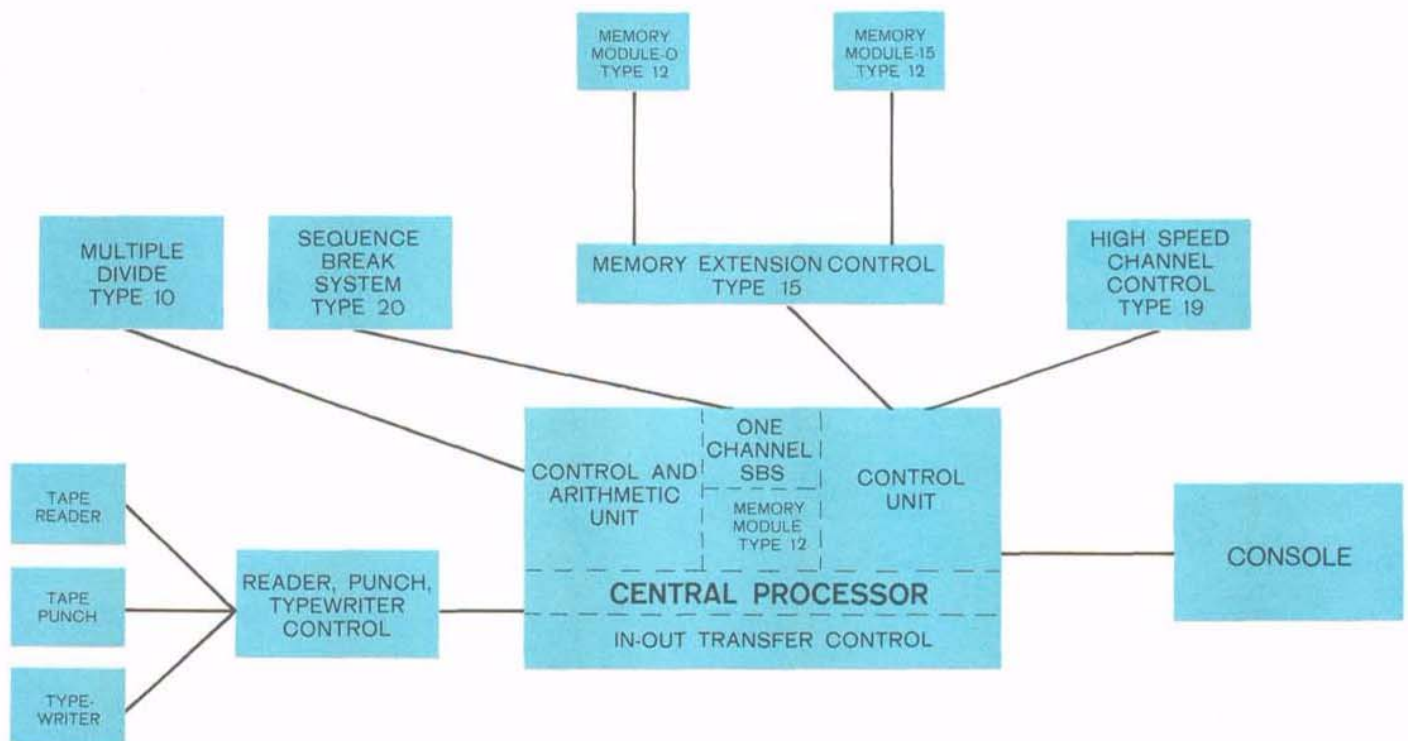 MEMORY
MODULE-0
TYPE 12
MEMORY
MODULE-15
TYPE 12
MULTIPLE
DIVIDE
TYPE 10
SEQUENCE
BREAK
SYSTEM
TYPE 20
MEMORY EXTENSION CONTROL
TYPE 15
HIGH SPEED
CHANNEL
CONTROL
TYPE 19
ONE
CHANNEL
SBS
CONTROL AND
ARITHMETIC
UNIT
MEMORY
MODULE
TYPE 12
CONTROL
UNIT
CENTRAL PROCESSOR
IN-OUT TRANSFER CONTROL
TAPE
READER
TAPE
PUNCH
TYPE-
WRITER
READER, PUNCH,
TYPEWRITER
CONTROL
CONSOLE